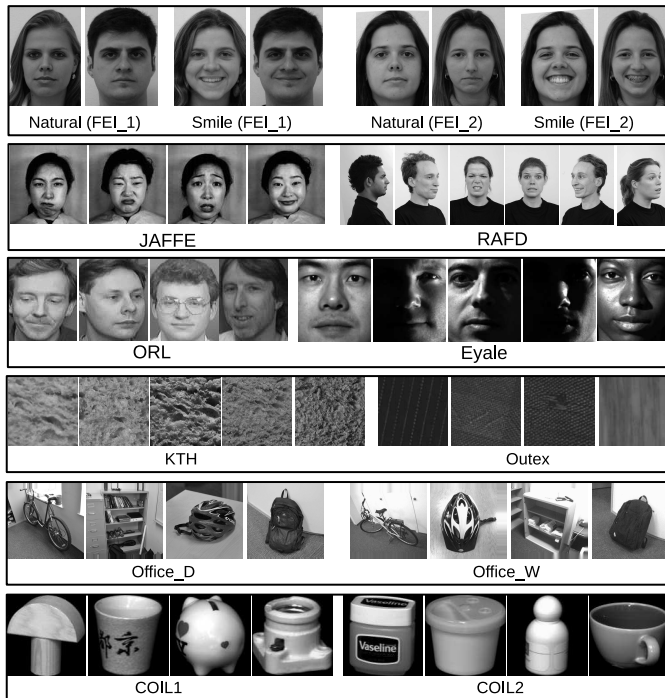 Natural (FEI_1) Smile (FEI_1) Natural (FEI_2) Smile (FEI_2)
JAFFE RAFD
ORL Eyale
KTH Outex
Office_D Office_W
京
Vaseline
Vaseline
COIL1 COIL2